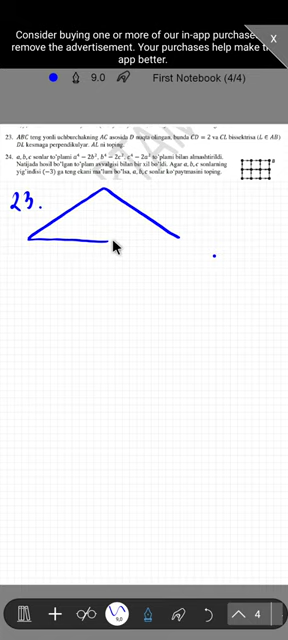 Consider buying one or more of our in-app purchases
remove the advertisement. Your purchases help make th
app better.
X
9.0
First Notebook (4/4)
23. ABC teng yonli uchburchakning AC asosida D nuqta olingan, bunda CD = 2 va CL bissektrisa (L ∈ AB)
DL kesmaga perpendikulyar. AL ni toping.
24. a, b, c sonlar to'plami a⁴ − 2b², b⁴ − 2c², c⁴ − 2a² to'plami bilan almashtirildi.
Natijada hosil bo'lgan to'plam avvalgisi bilan bir xil bo'ldi. Agar a, b, c sonlarning
yig'indisi (−3) ga teng ekani ma'lum bo'lsa, a, b, c sonlar ko'paytmasini toping.
23.
9,0
4